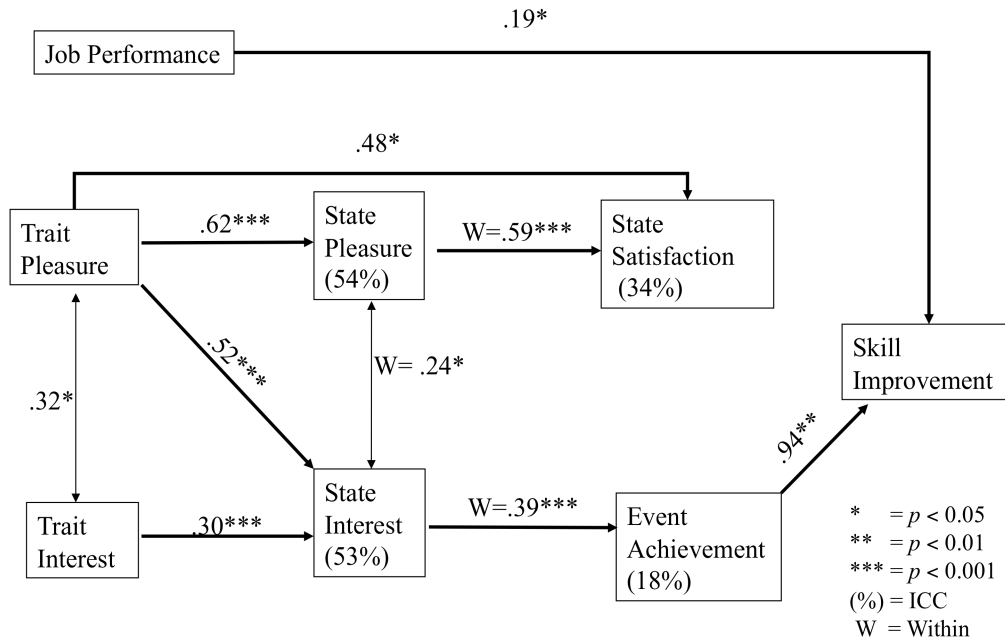 .19*
Job Performance
.48*
Trait
Pleasure
.62***
State
Pleasure
(54%)
W=.59***
State
Satisfaction
(34%)
.52***
W= .24*
Skill
Improvement
.32*
.94**
Trait
Interest
.30***
State
Interest
(53%)
W=.39***
Event
Achievement
(18%)
* = p < 0.05
** = p < 0.01
*** = p < 0.001
(%) = ICC
W = Within